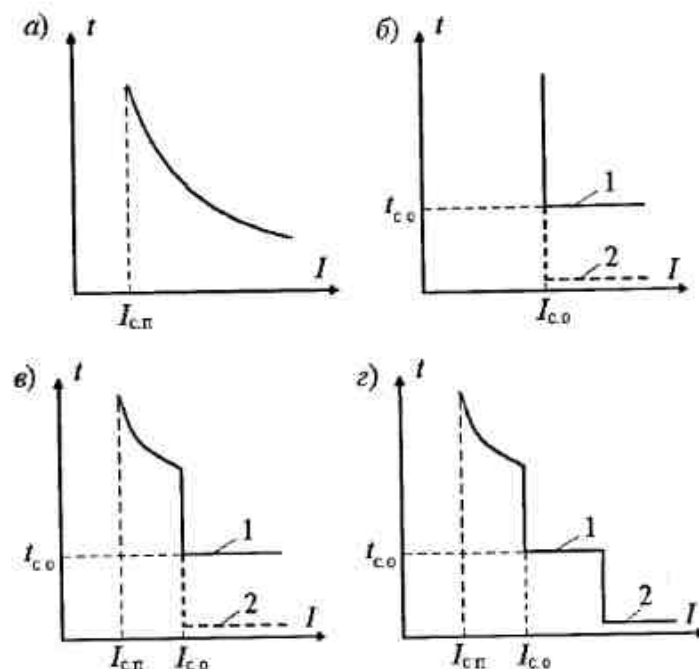 а) t
I
Iс.п
б) t
1
tс.о
2 I
Iс.о
в) t
1
tс.о
2 I
Iс.п Iс.о
г) t
1
tс.о
2 I
Iс.п Iс.о